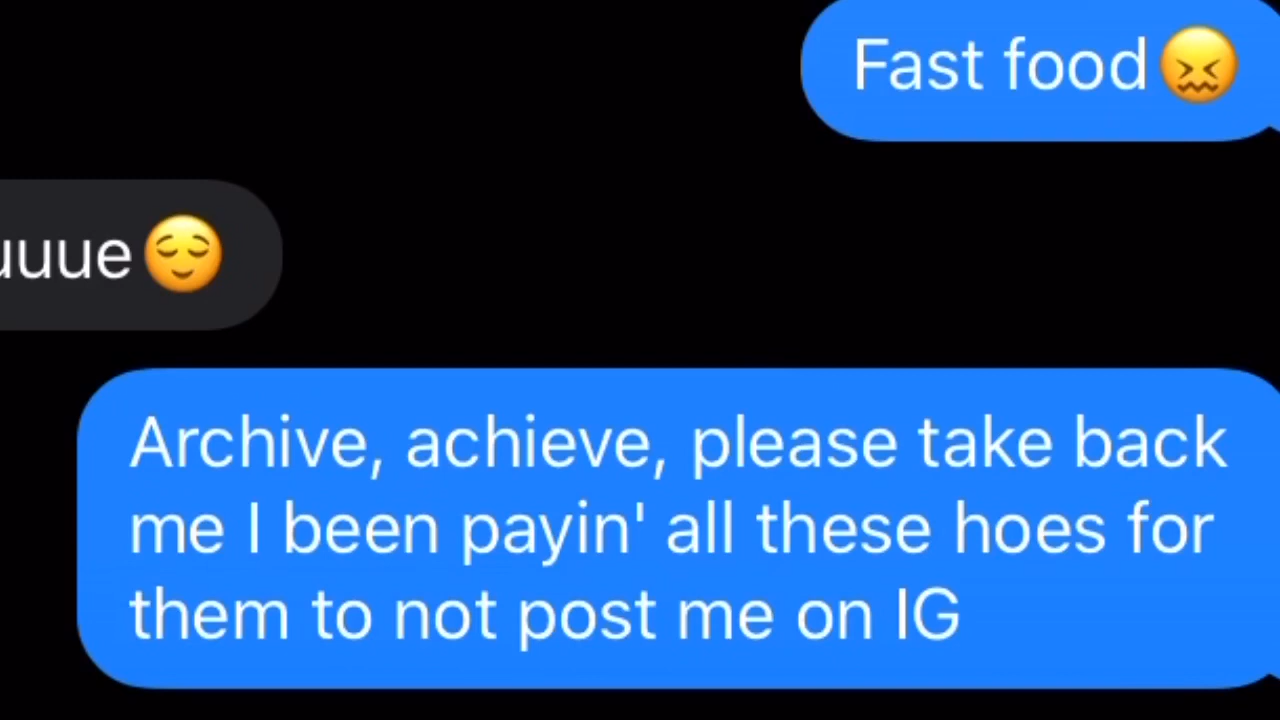 Fast food😖
uuue😌
Archive, achieve, please take back
me I been payin' all these hoes for
them to not post me on IG